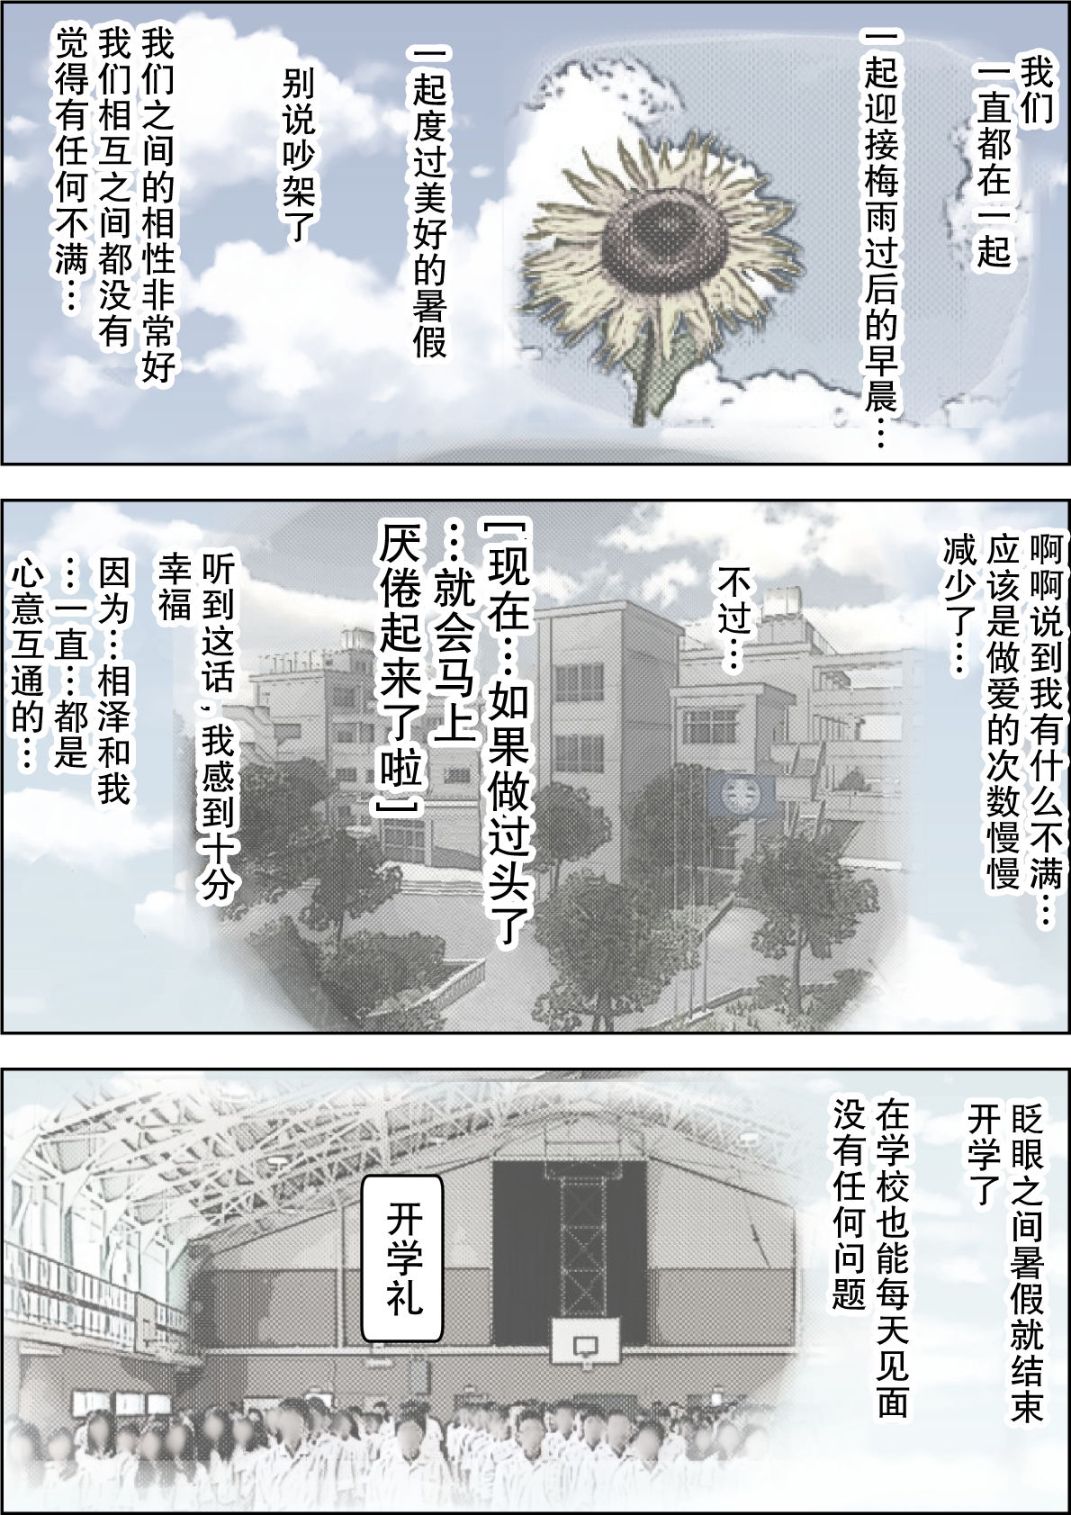 我们
一直都在一起
一起迎接梅雨过后的早晨…
一起度过美好的暑假
别说吵架了
我们之间的相性非常好
我们相互之间都没有
觉得有任何不满…
啊啊说到我有什么不满…
应该是做爱的次数慢慢
减少了…
不过…
[现在…如果做过头了
…就会马上
厌倦起来了啦]
听到这话，我感到十分
幸福
因为…相泽和我
…一直…都是
心意互通的…
眨眼之间暑假就结束
开学了
在学校也能每天见面
没有任何问题
开学礼